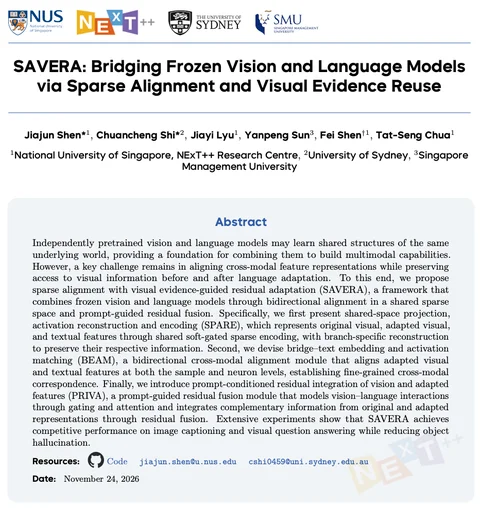 NUS
National University
of Singapore
NExT++
THE UNIVERSITY OF
SYDNEY
SMU
SINGAPORE MANAGEMENT
UNIVERSITY
SAVERA: Bridging Frozen Vision and Language Models
via Sparse Alignment and Visual Evidence Reuse
Jiajun Shen*¹, Chuancheng Shi*², Jiayi Lyu¹, Yanpeng Sun³, Fei Shen†¹, Tat-Seng Chua¹
¹National University of Singapore, NExT++ Research Centre, ²University of Sydney, ³Singapore
Management University
Abstract
Independently pretrained vision and language models may learn shared structures of the same
underlying world, providing a foundation for combining them to build multimodal capabilities.
However, a key challenge remains in aligning cross-modal feature representations while preserving
access to visual information before and after language adaptation. To this end, we propose
sparse alignment with visual evidence-guided residual adaptation (SAVERA), a framework that
combines frozen vision and language models through bidirectional alignment in a shared sparse
space and prompt-guided residual fusion. Specifically, we first present shared-space projection,
activation reconstruction and encoding (SPARE), which represents original visual, adapted visual,
and textual features through shared soft-gated sparse encoding, with branch-specific reconstruction
to preserve their respective information. Second, we devise bridge–text embedding and activation
matching (BEAM), a bidirectional cross-modal alignment module that aligns adapted visual
and textual features at both the sample and neuron levels, establishing fine-grained cross-modal
correspondence. Finally, we introduce prompt-conditioned residual integration of vision and adapted
features (PRIVA), a prompt-guided residual fusion module that models vision–language interactions
through gating and attention and integrates complementary information from original and adapted
representations through residual fusion. Extensive experiments show that SAVERA achieves
competitive performance on image captioning and visual question answering while reducing object
hallucination.
Resources: Code jiajun.shen@u.nus.edu cshi0459@uni.sydney.edu.au
Date: November 24, 2026
NExT++